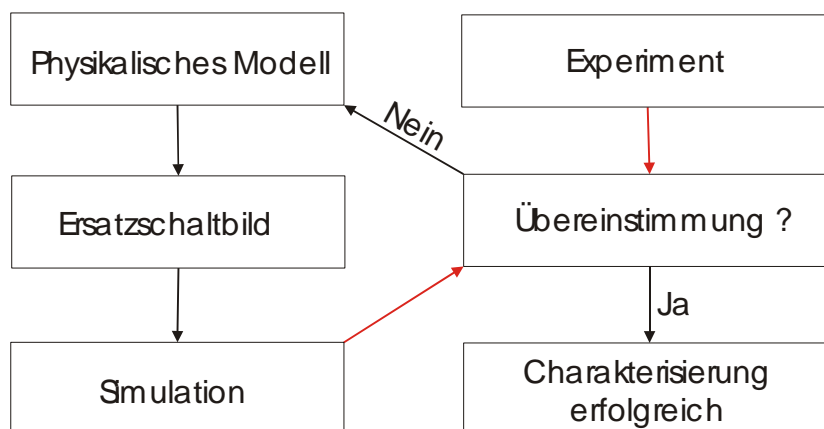 Physikalisches Modell
Experiment
Nein
Ersatzschaltbild
Übereinstimmung ?
Ja
Simulation
Charakterisierung
erfolgreich